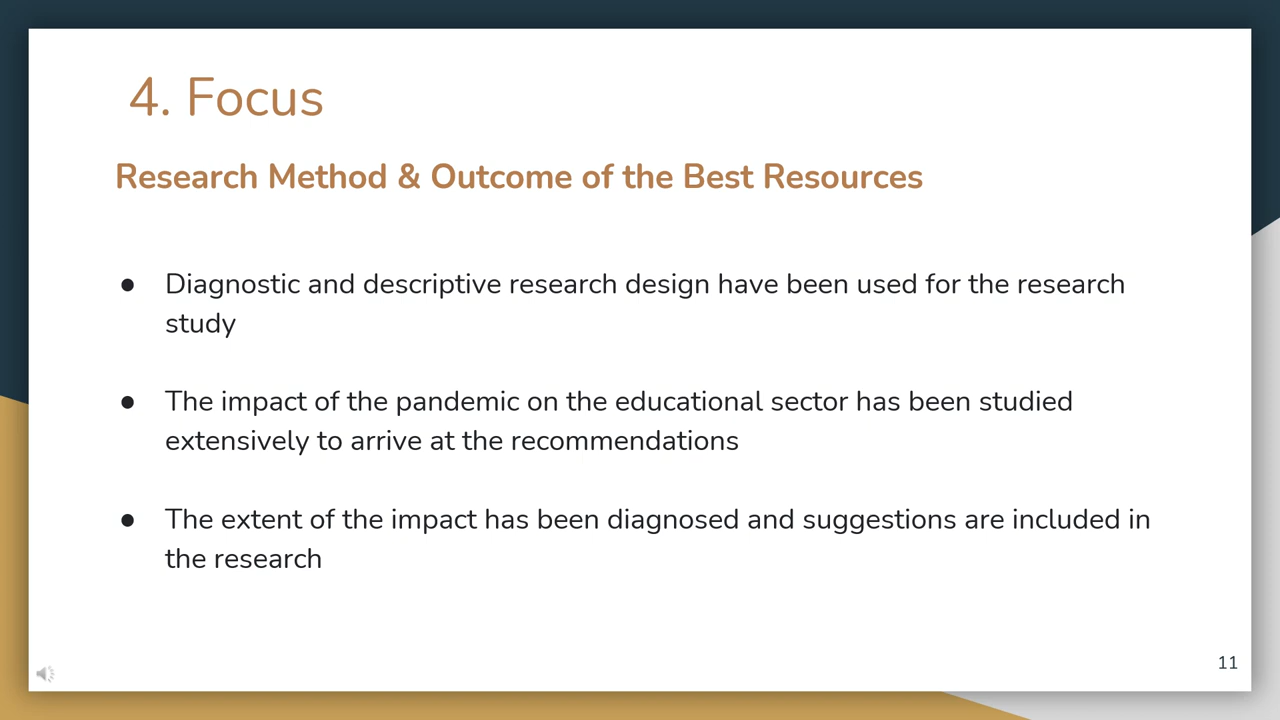 4. Focus
Research Method & Outcome of the Best Resources
● Diagnostic and descriptive research design have been used for the research
study
● The impact of the pandemic on the educational sector has been studied
extensively to arrive at the recommendations
● The extent of the impact has been diagnosed and suggestions are included in
the research
11